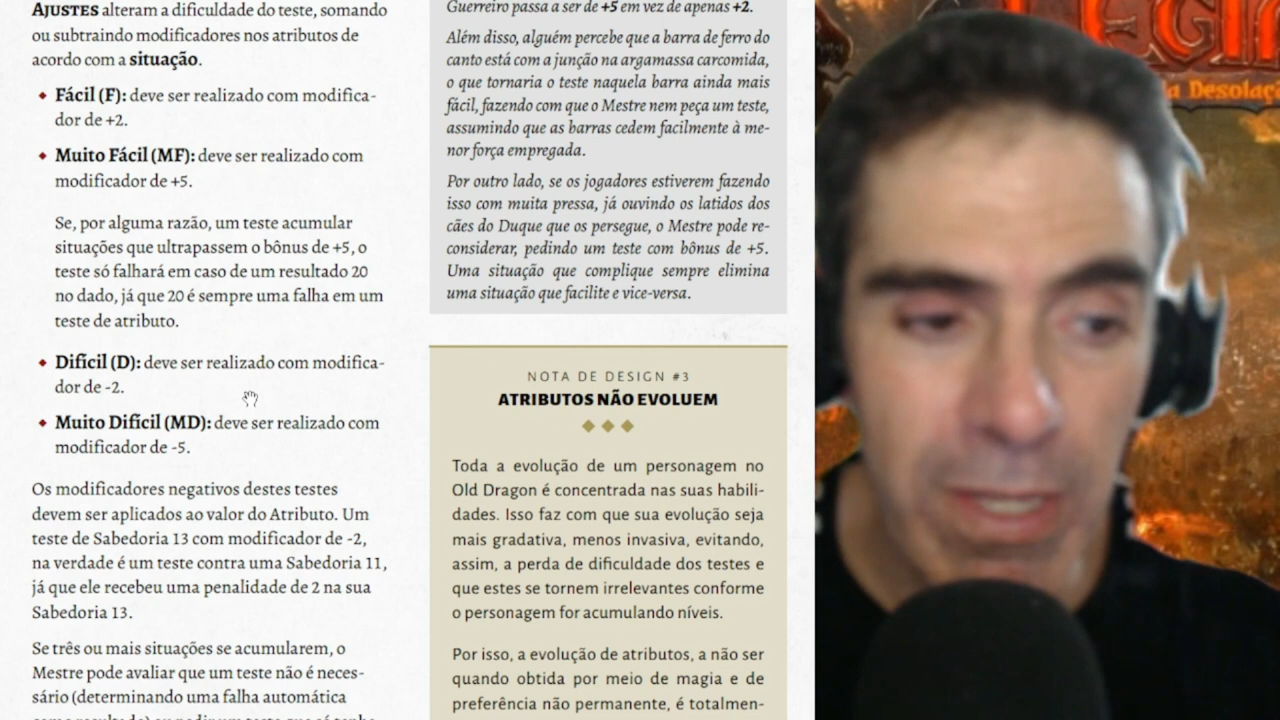 AJUSTES alteram a dificuldade do teste, somando
ou subtraindo modificadores nos atributos de
acordo com a situação.
Fácil (F): deve ser realizado com modifica-
dor de +2.
Muito Fácil (MF): deve ser realizado com
modificador de +5.
Se, por alguma razão, um teste acumular
situações que ultrapassem o bônus de +5, o
teste só falhará em caso de um resultado 20
no dado, já que 20 é sempre uma falha em um
teste de atributo.
Difícil (D): deve ser realizado com modifica-
dor de -2.
Muito Difícil (MD): deve ser realizado com
modificador de -5.
Os modificadores negativos destes testes
devem ser aplicados ao valor do Atributo. Um
teste de Sabedoria 13 com modificador de -2,
na verdade é um teste contra uma Sabedoria 11,
já que ele recebeu uma penalidade de 2 na sua
Sabedoria 13.
Se três ou mais situações se acumularem, o
Mestre pode avaliar que um teste não é neces-
sário (determinando uma falha automática
Guerreiro passa a ser de +5 em vez de apenas +2.
Além disso, alguém percebe que a barra de ferro do
canto está com a junção na argamassa carcomida,
o que tornaria o teste naquela barra ainda mais
fácil, fazendo com que o Mestre nem peça um teste,
assumindo que as barras cedem facilmente à me-
nor força empregada.
Por outro lado, se os jogadores estiverem fazendo
isso com muita pressa, já ouvindo os latidos dos
cães do Duque que os persegue, o Mestre pode re-
considerar, pedindo um teste com bônus de +5.
Uma situação que complique sempre elimina
uma situação que facilite e vice-versa.
NOTA DE DESIGN #3
ATRIBUTOS NÃO EVOLUEM
Toda a evolução de um personagem no
Old Dragon é concentrada nas suas habili-
dades. Isso faz com que sua evolução seja
mais gradativa, menos invasiva, evitando,
assim, a perda de dificuldade dos testes e
que estes se tornem irrelevantes conforme
o personagem for acumulando níveis.
Por isso, a evolução de atributos, a não ser
quando obtida por meio de magia e de
preferência não permanente, é totalmen-